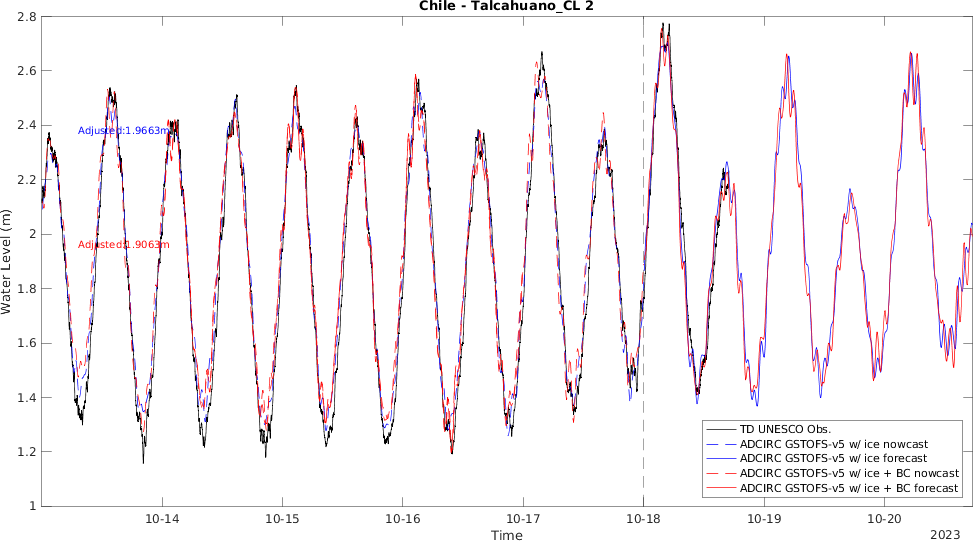 Chile - Talcahuano_CL 2
2.8
2.6
2.4
2.2
2
1.8
1.6
1.4
1.2
1
Water Level (m)
Adjusted:1.9663m
Adjusted:1.9063m
TD UNESCO Obs.
ADCIRC GSTOFS-v5 w/ ice nowcast
ADCIRC GSTOFS-v5 w/ ice forecast
ADCIRC GSTOFS-v5 w/ ice + BC nowcast
ADCIRC GSTOFS-v5 w/ ice + BC forecast
10-14
10-15
10-16
10-17
10-18
10-19
10-20
Time
2023